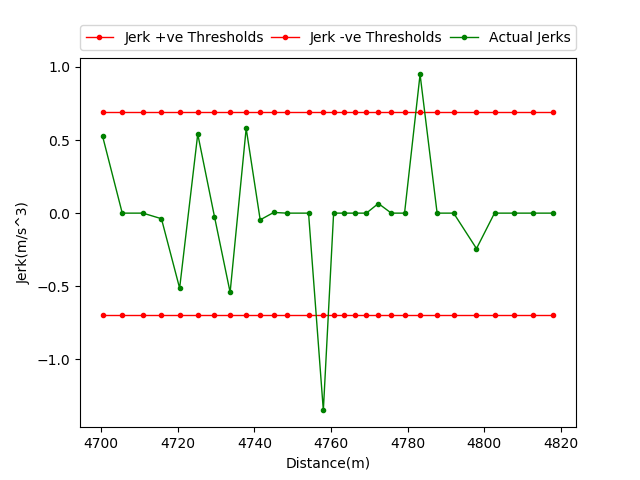 Jerk +ve Thresholds Jerk -ve Thresholds Actual Jerks
1.0
0.5
0.0
−0.5
−1.0
Jerk(m/s^3)
4700 4720 4740 4760 4780 4800 4820
Distance(m)